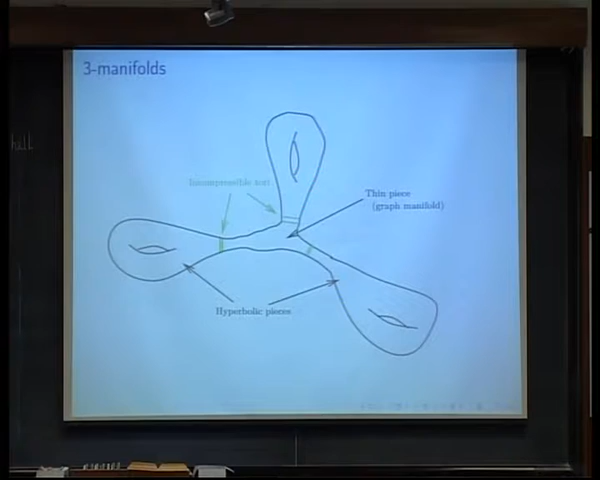 3-manifolds
Incompressible tori
Thin piece
(graph manifold)
Hyperbolic pieces